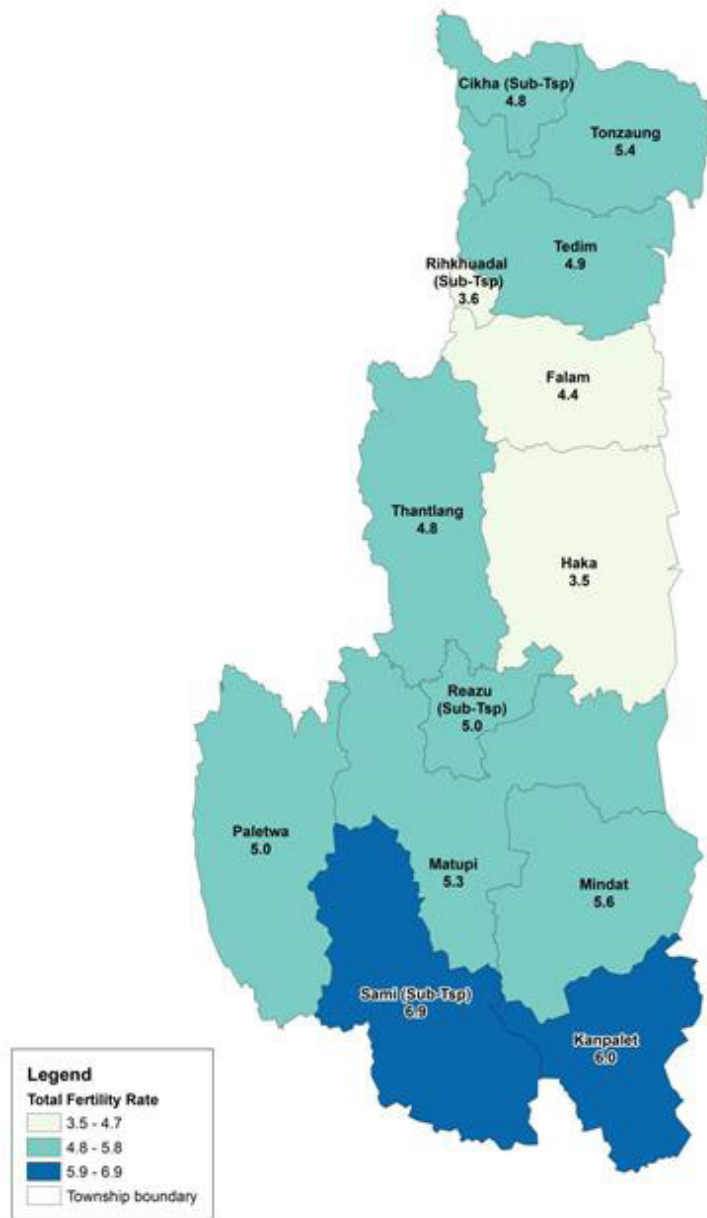 Cikha (Sub-Tsp)
4.8
Tonzaung
5.4
Tedim
4.9
Rihkhuadal
(Sub-Tsp)
3.6
Falam
4.4
Thantlang
4.8
Haka
3.5
Reazu
(Sub-Tsp)
5.0
Paletwa
5.0
Matupi
5.3
Mindat
5.6
Sami (Sub-Tsp)
6.9
Kanpalet
6.0
Legend
Total Fertility Rate
3.5 - 4.7
4.8 - 5.8
5.9 - 6.9
Township boundary